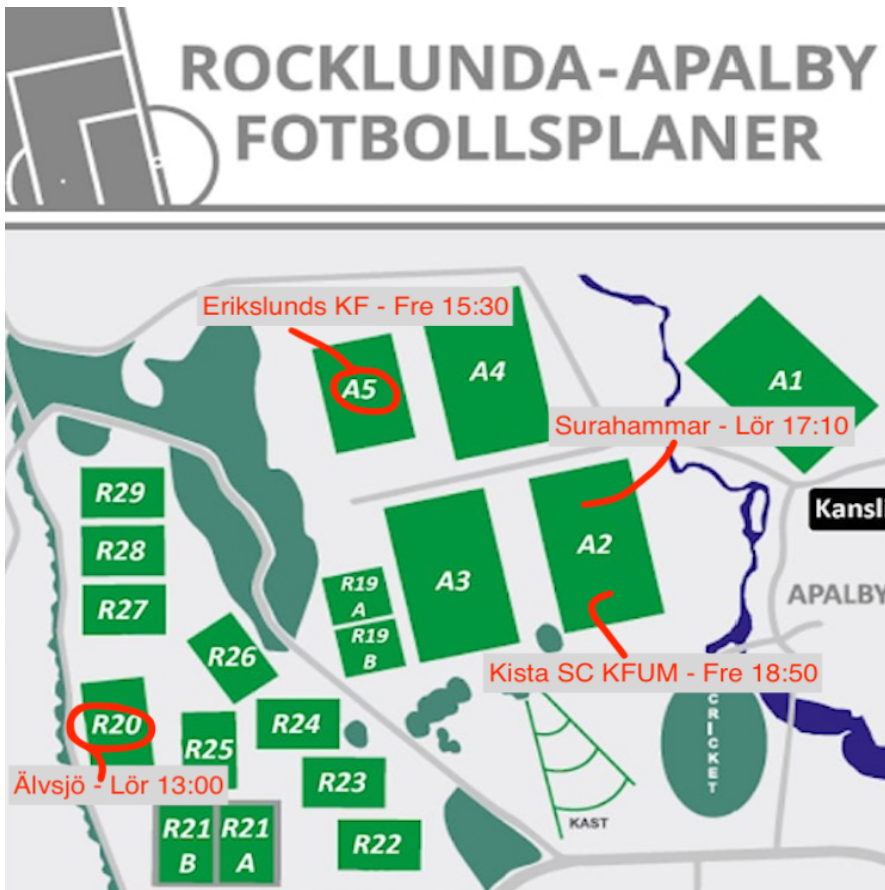 ROCKLUNDA-APALBY
FOTBOLLSPLANER
Erikslunds KF - Fre 15:30
A5
A4
A1
Surahammar - Lör 17:10
R29
R28
R27
A3
A2
Kansl
APALBY
R19
A
R19
B
R26
Kista SC KFUM - Fre 18:50
R20
R25
R24
CRICKET
Älvsjö - Lör 13:00
R23
R21
B
R21
A
R22
KAST